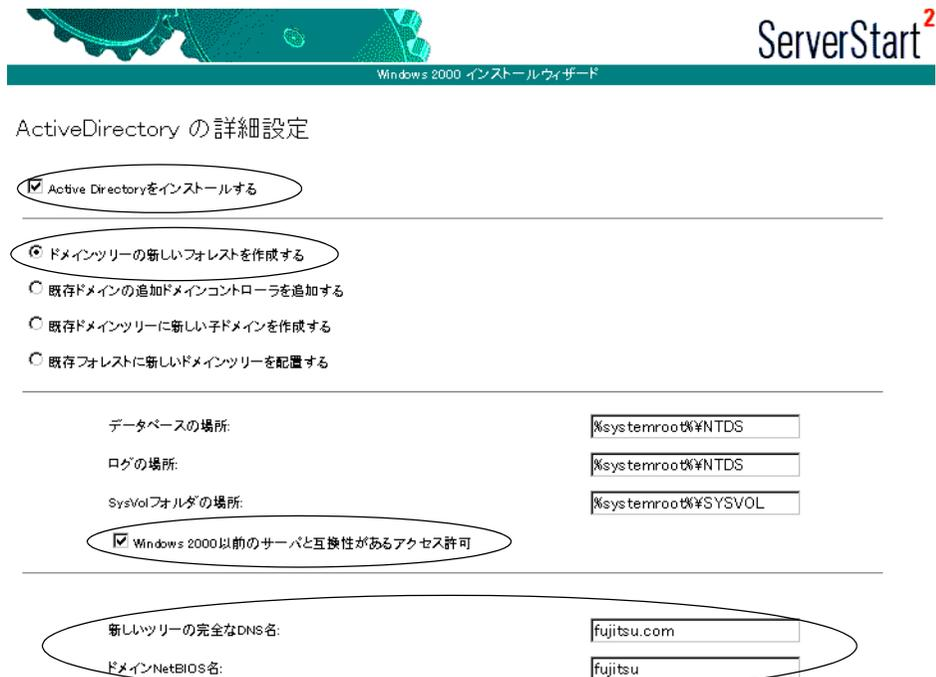 ServerStart²
Windows 2000 インストールウィザード
ActiveDirectory の詳細設定
Active Directoryをインストールする
ドメインツリーの新しいフォレストを作成する
既存ドメインの追加ドメインコントローラを追加する
既存ドメインツリーに新しい子ドメインを作成する
既存フォレストに新しいドメインツリーを配置する
データベースの場所: %systemroot%¥NTDS
ログの場所: %systemroot%¥NTDS
SysVolフォルダの場所: %systemroot%¥SYSVOL
Windows 2000以前のサーバと互換性があるアクセス許可
新しいツリーの完全なDNS名: fujitsu.com
ドメインNetBIOS名: fujitsu